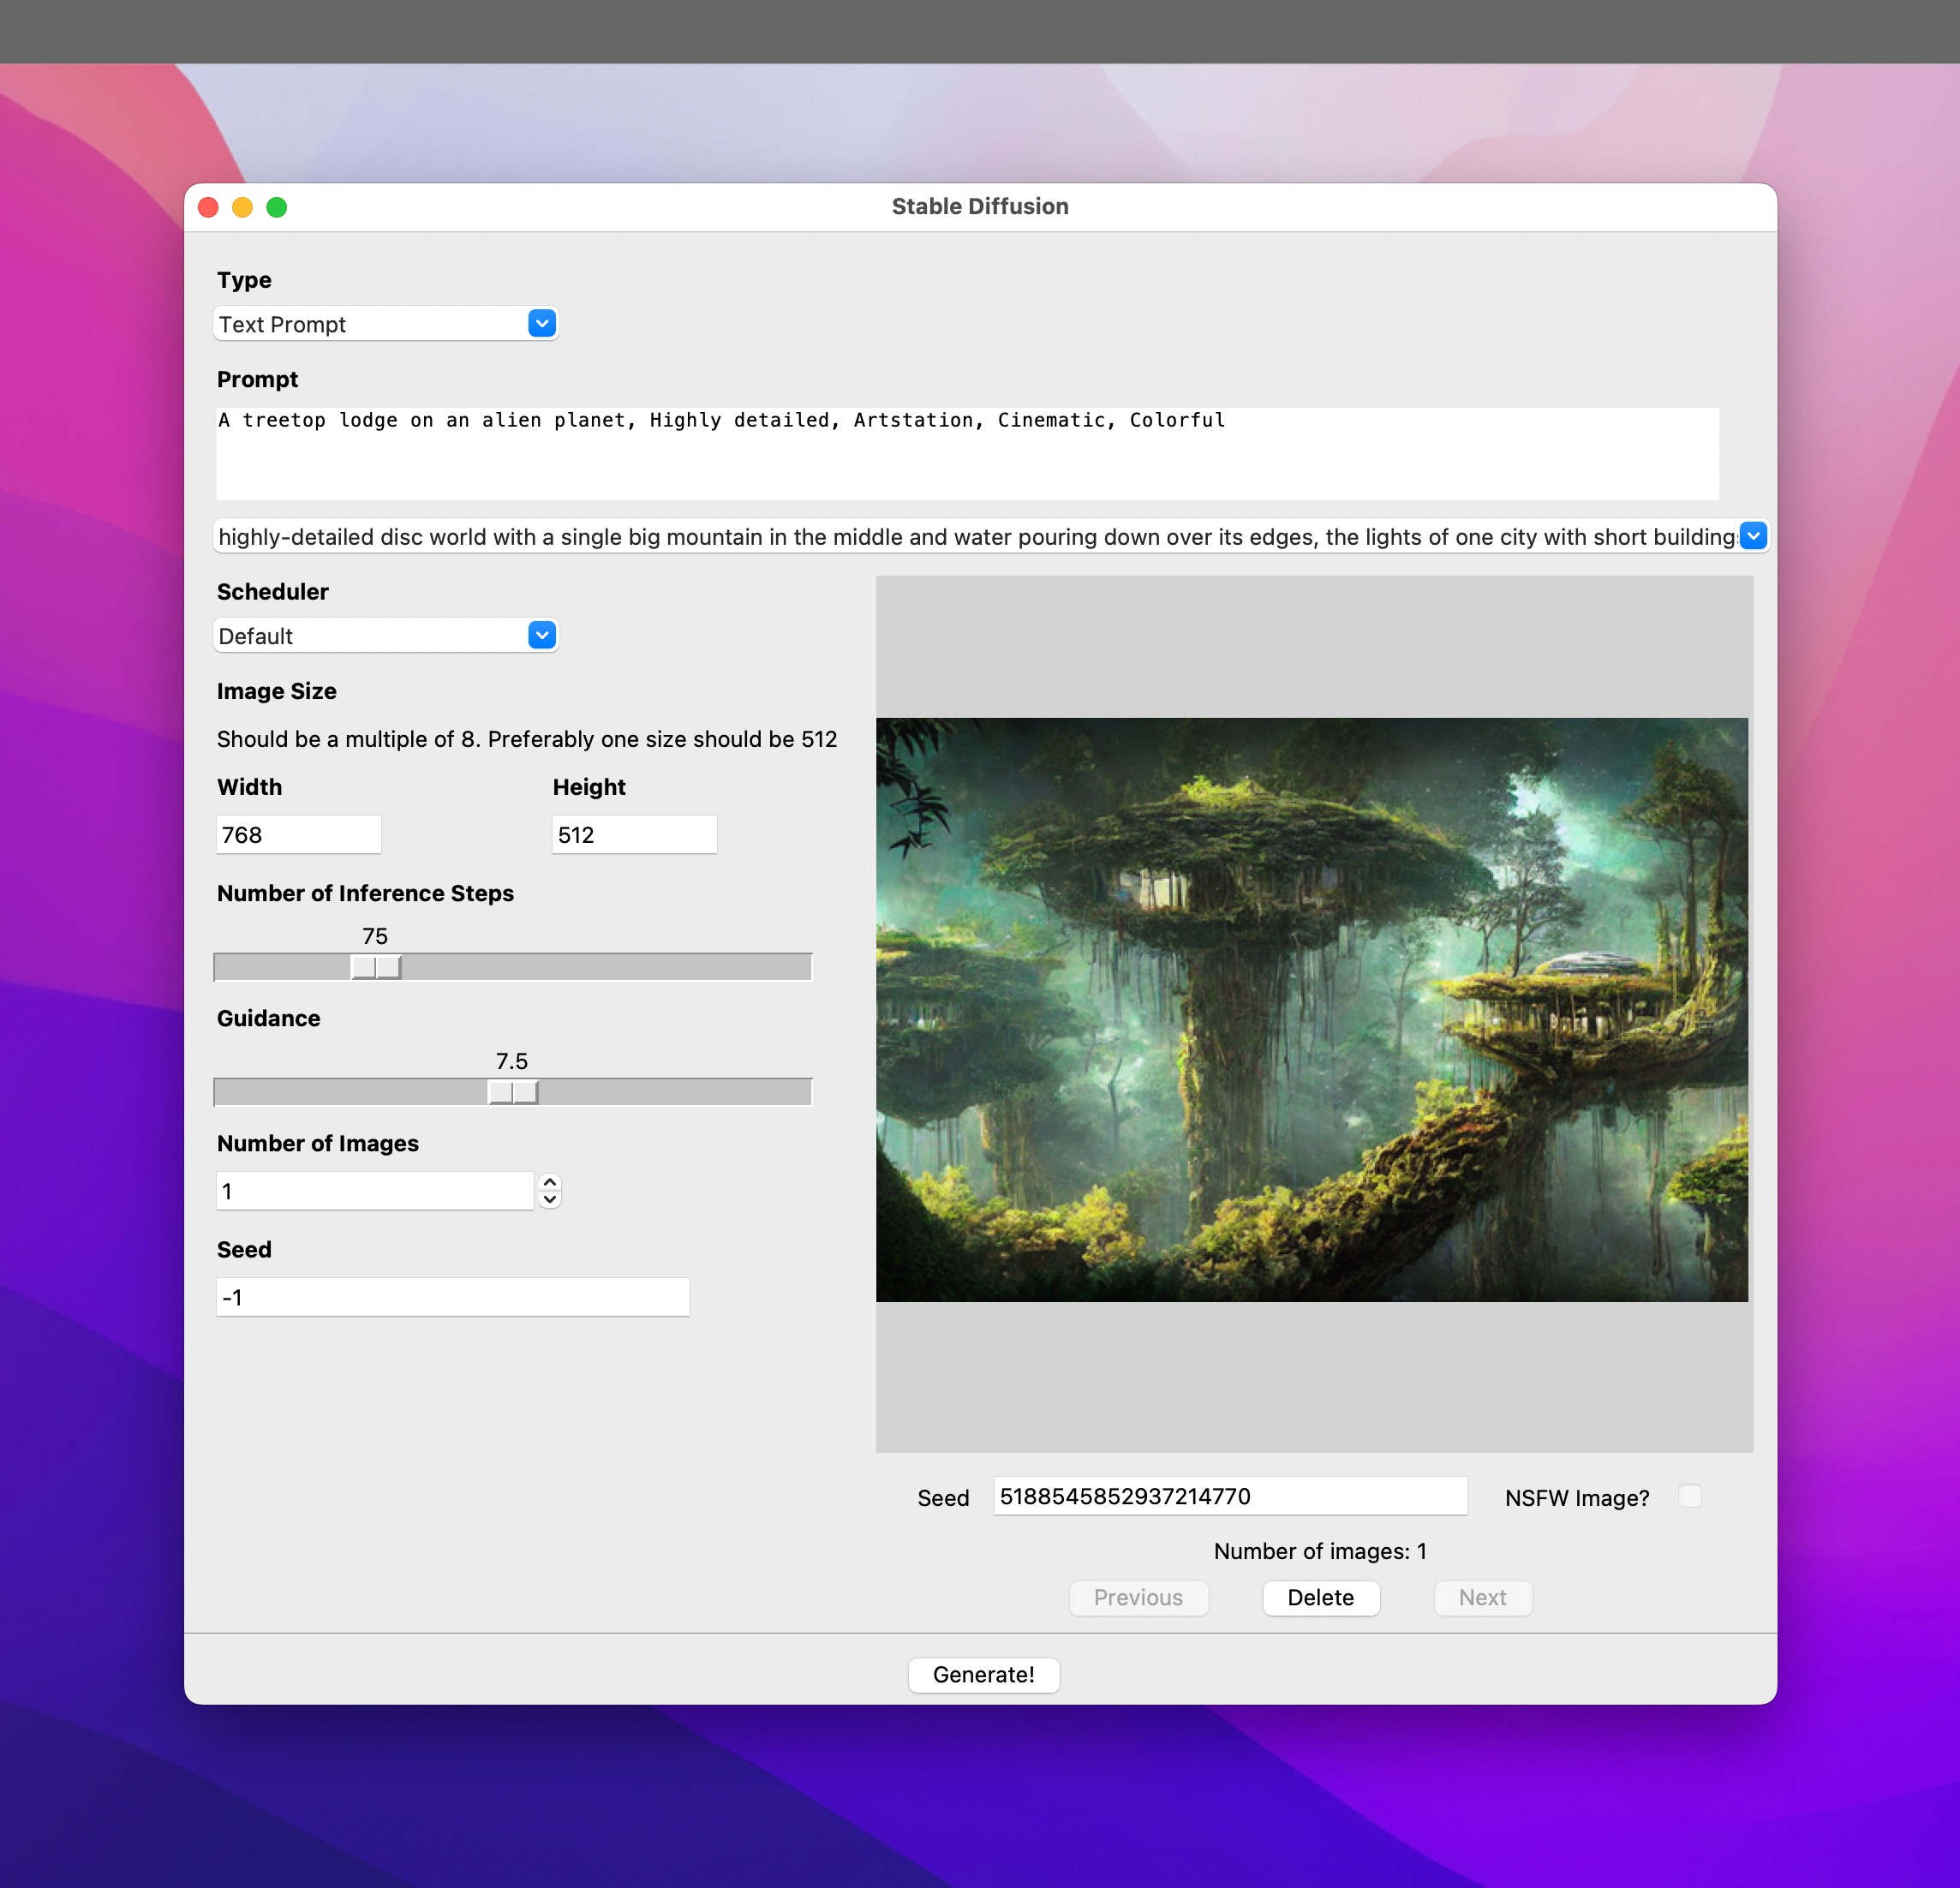 Stable Diffusion
Type
Text Prompt
Prompt
A treetop lodge on an alien planet, Highly detailed, Artstation, Cinematic, Colorful
highly-detailed disc world with a single big mountain in the middle and water pouring down over its edges, the lights of one city with short building
Scheduler
Default
Image Size
Should be a multiple of 8. Preferably one size should be 512
Width Height
768 512
Number of Inference Steps
75
Guidance
7.5
Number of Images
1
Seed
-1
Seed 5188545852937214770 NSFW Image?
Number of images: 1
Previous Delete Next
Generate!